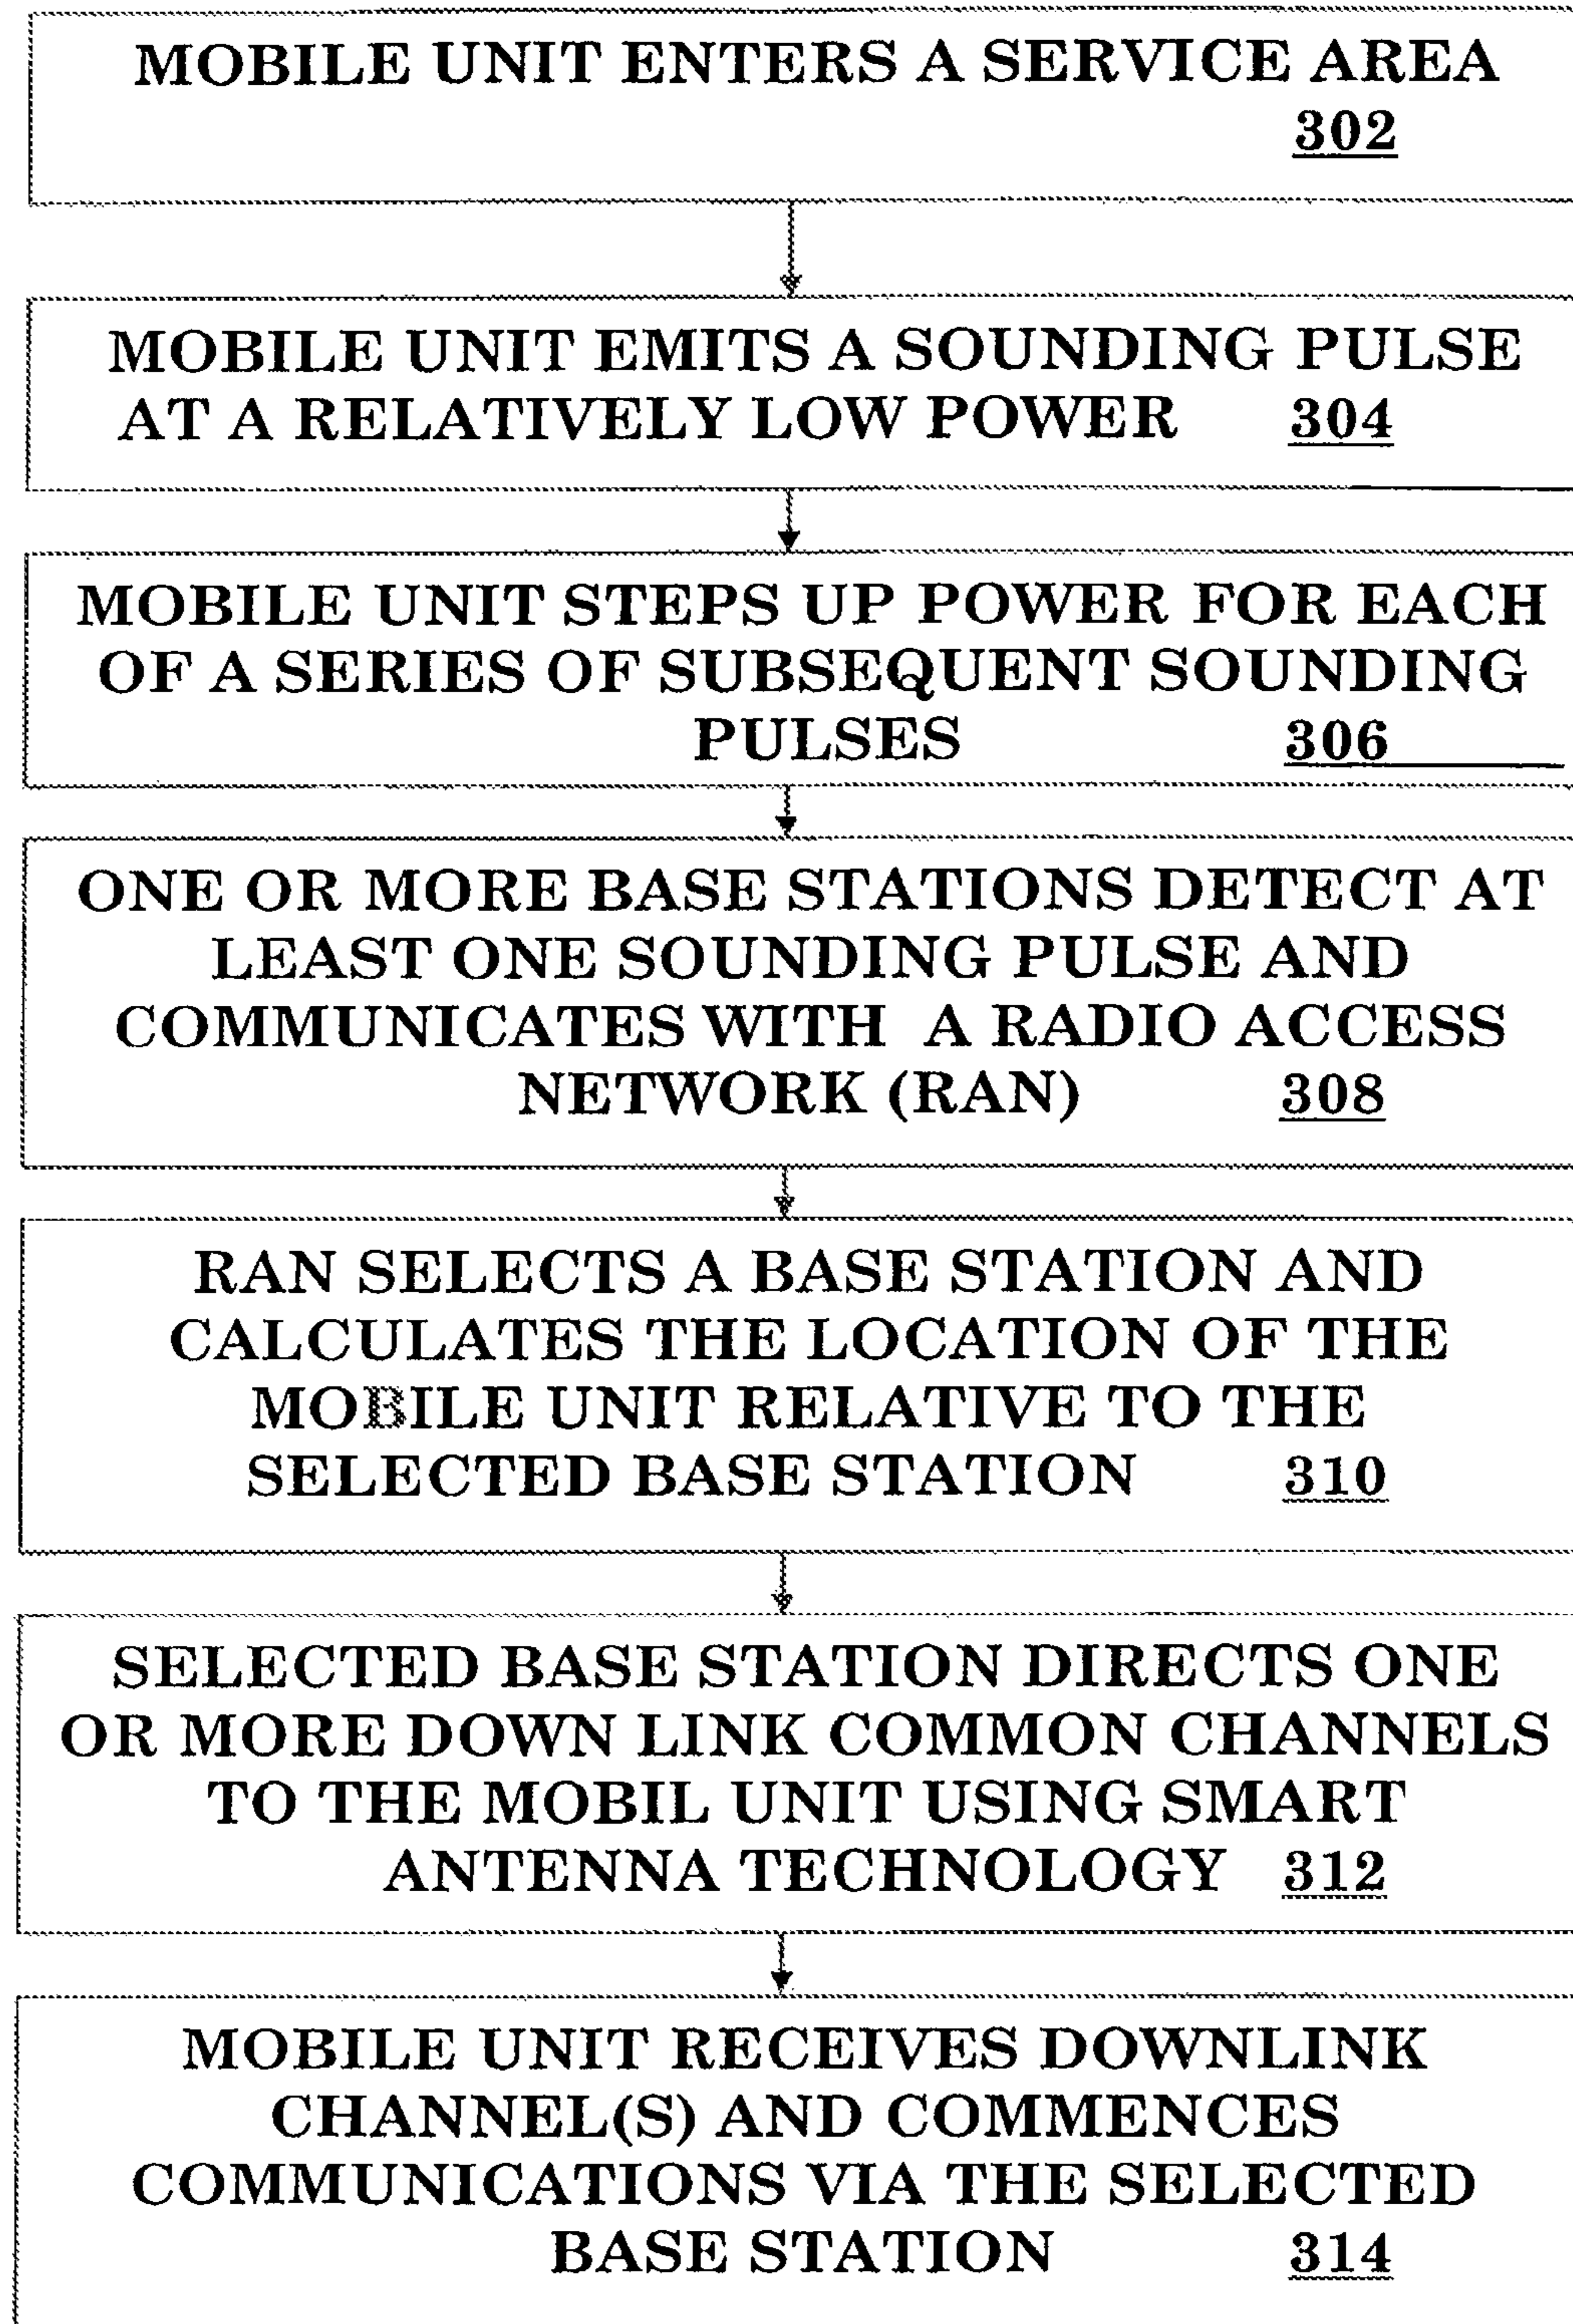 MOBILE UNIT ENTERS A SERVICE AREA
302
MOBILE UNIT EMITS A SOUNDING PULSE
AT A RELATIVELY LOW POWER 304
MOBILE UNIT STEPS UP POWER FOR EACH
OF A SERIES OF SUBSEQUENT SOUNDING
PULSES 306
ONE OR MORE BASE STATIONS DETECT AT
LEAST ONE SOUNDING PULSE AND
COMMUNICATES WITH A RADIO ACCESS
NETWORK (RAN) 308
RAN SELECTS A BASE STATION AND
CALCULATES THE LOCATION OF THE
MOBILE UNIT RELATIVE TO THE
SELECTED BASE STATION 310
SELECTED BASE STATION DIRECTS ONE
OR MORE DOWN LINK COMMON CHANNELS
TO THE MOBIL UNIT USING SMART
ANTENNA TECHNOLOGY 312
MOBILE UNIT RECEIVES DOWNLINK
CHANNEL(S) AND COMMENCES
COMMUNICATIONS VIA THE SELECTED
BASE STATION 314